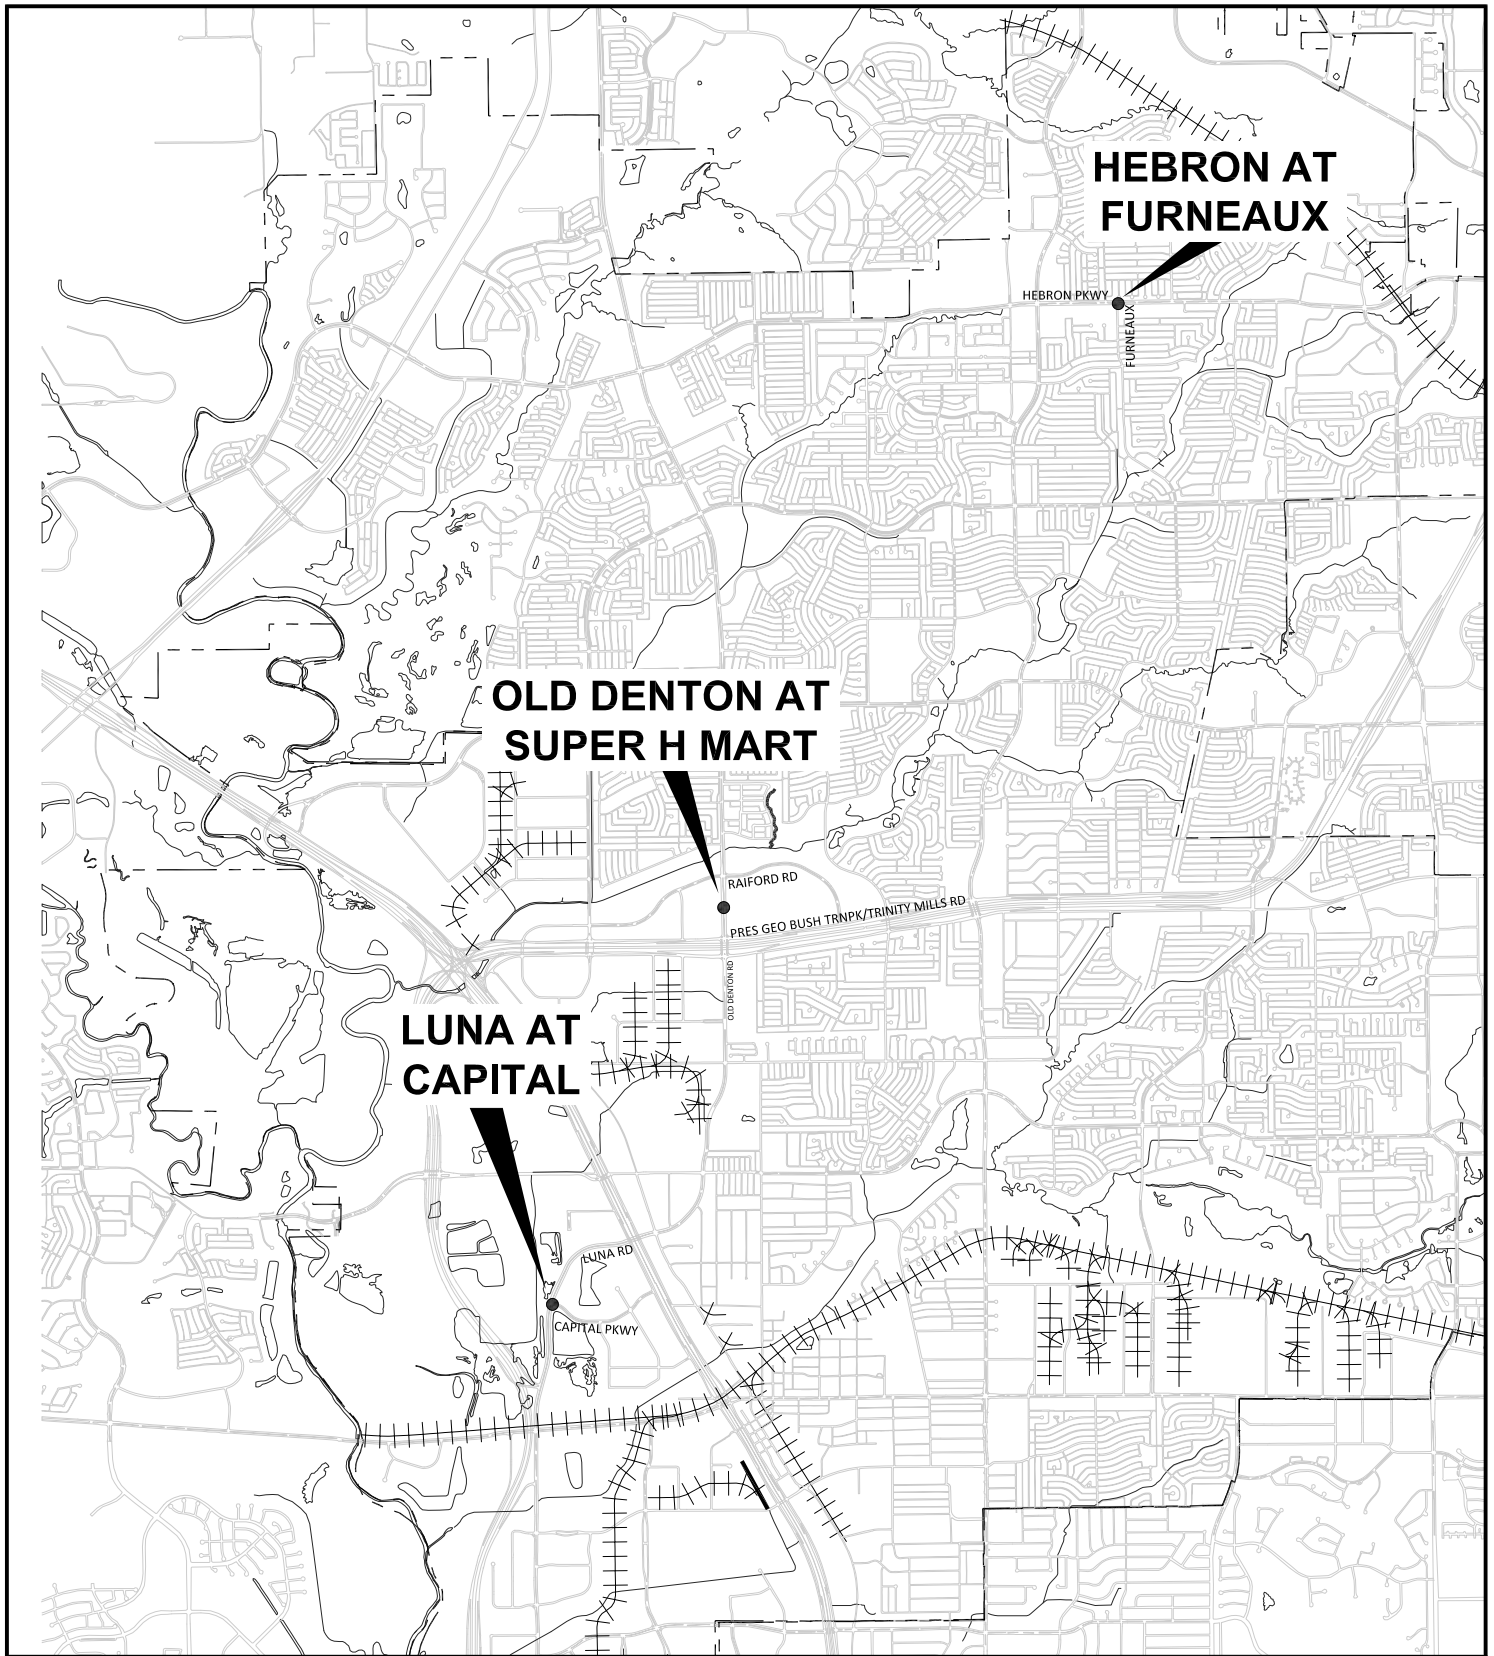 HEBRON AT
FURNEAUX
HEBRON PKWY
FURNEAUX
OLD DENTON AT
SUPER H MART
RAIFORD RD
PRES GEO BUSH TRNPK/TRINITY MILLS RD
OLD DENTON RD
LUNA AT
CAPITAL
LUNA RD
CAPITAL PKWY